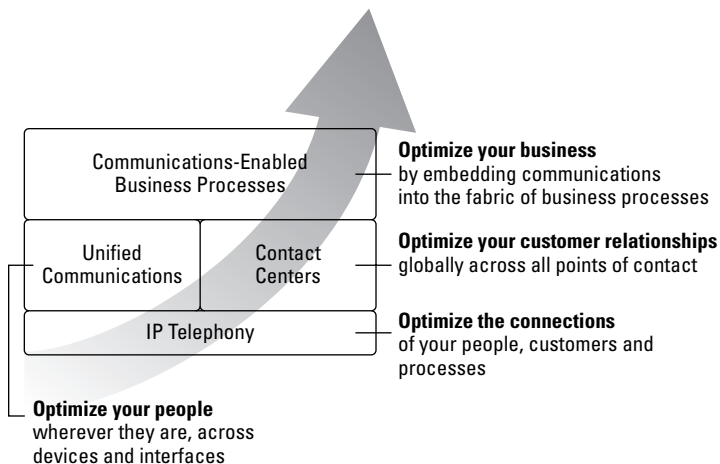 Communications-Enabled
Business Processes
Optimize your business
by embedding communications
into the fabric of business processes
Unified
Communications
Contact
Centers
Optimize your customer relationships
globally across all points of contact
IP Telephony
Optimize the connections
of your people, customers and
processes
Optimize your people
wherever they are, across
devices and interfaces